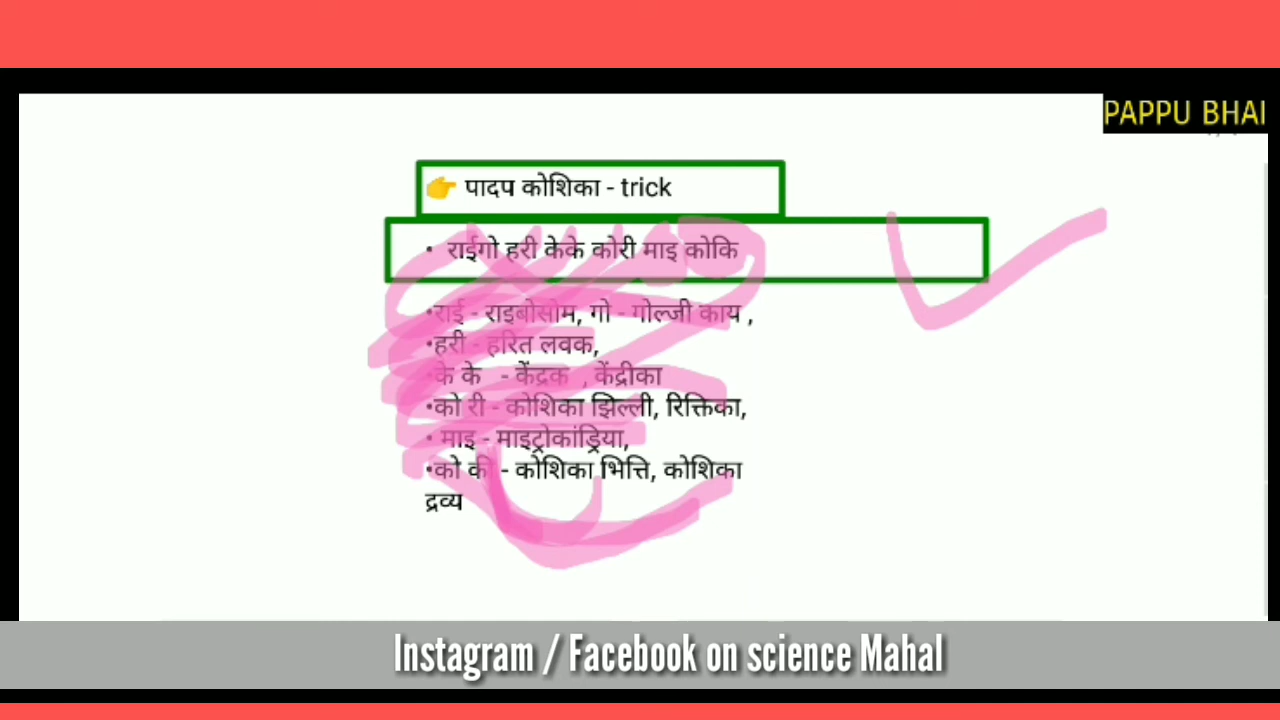 PAPPU BHAI
👉 पादप कोशिका - trick
• राईगो हरी केके कोरी माइ कोकि
•राई - राइबोसोम, गो - गोल्जी काय ,
•हरी - हरित लवक,
•के के - केंद्रक , केंद्रीका
•को री - कोशिका झिल्ली, रिक्तिका,
• माइ - माइट्रोकांड्रिया,
•को की - कोशिका भित्ति, कोशिका
द्रव्य
Instagram / Facebook on science Mahal